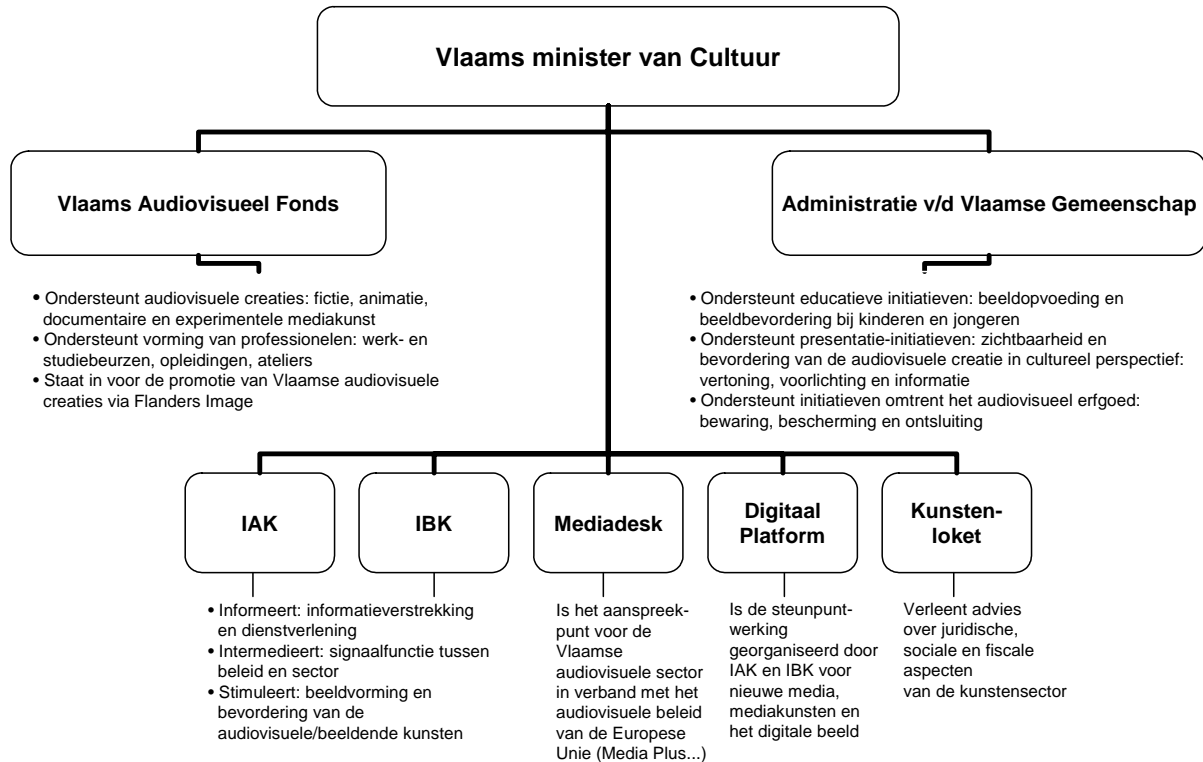 Vlaams minister van Cultuur
Vlaams Audiovisueel Fonds
Administratie v/d Vlaamse Gemeenschap
• Ondersteunt audiovisuele creaties: fictie, animatie,
documentaire en experimentele mediakunst
• Ondersteunt vorming van professionelen: werk- en
studiebeurzen, opleidingen, ateliers
• Staat in voor de promotie van Vlaamse audiovisuele
creaties via Flanders Image
• Ondersteunt educatieve initiatieven: beeldopvoeding en
beeldbevordering bij kinderen en jongeren
• Ondersteunt presentatie-initiatieven: zichtbaarheid en
bevordering van de audiovisuele creatie in cultureel perspectief:
vertoning, voorlichting en informatie
• Ondersteunt initiatieven omtrent het audiovisueel erfgoed:
bewaring, bescherming en ontsluiting
IAK
IBK
Mediadesk
Digitaal
Platform
Kunsten-
loket
• Informeert: informatieverstrekking
en dienstverlening
• Intermedieert: signaalfunctie tussen
beleid en sector
• Stimuleert: beeldvorming en
bevordering van de
audiovisuele/beeldende kunsten
Is het aanspreek-
punt voor de
Vlaamse
audiovisuele sector
in verband met het
audiovisuele beleid
van de Europese
Unie (Media Plus...)
Is de steunpunt-
werking
georganiseerd door
IAK en IBK voor
nieuwe media,
mediakunsten en
het digitale beeld
Verleent advies
over juridische,
sociale en fiscale
aspecten
van de kunstensector